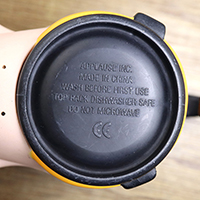 APPLAUSE INC.
MADE IN CHINA
WASH BEFORE FIRST USE
TOP RACK DISHWASHER SAFE
DO NOT MICROWAVE
CE